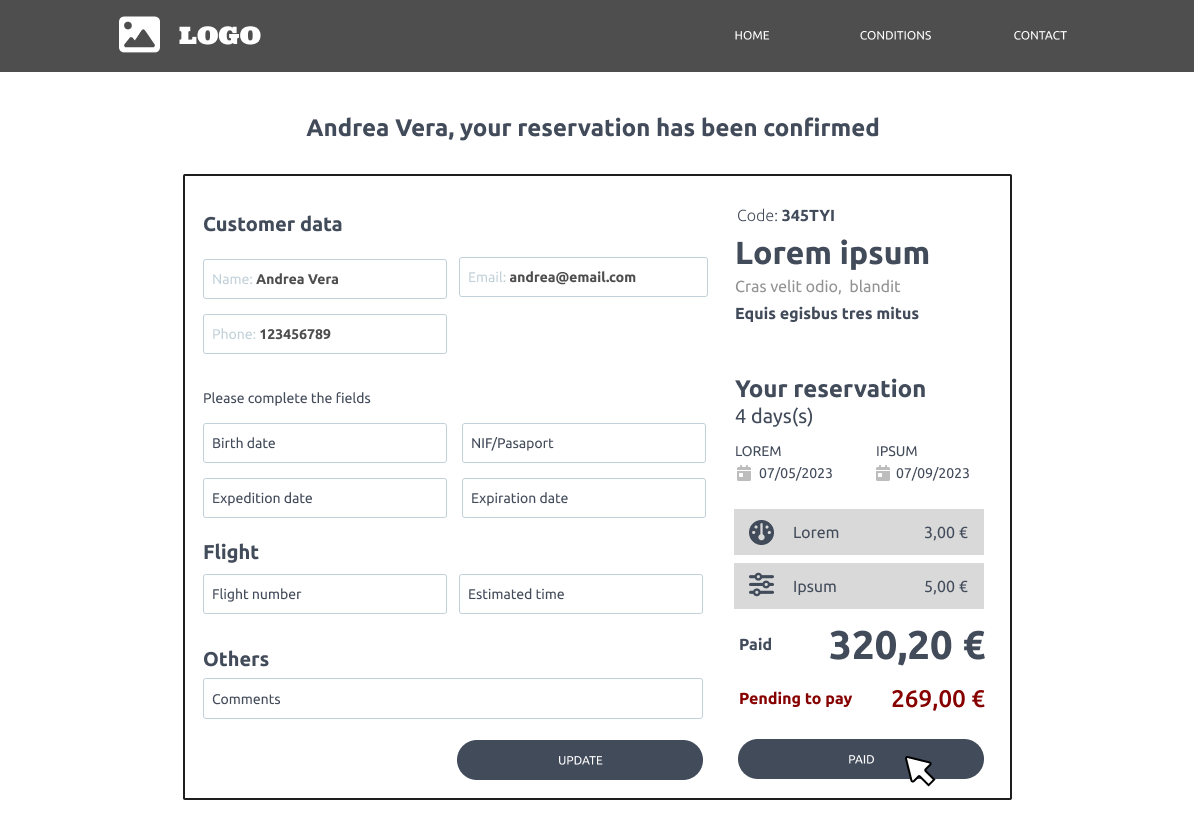 LOGO
HOME
CONDITIONS
CONTACT
Andrea Vera, your reservation has been confirmed
Customer data
Name: Andrea Vera
Email: andrea@email.com
Phone: 123456789
Please complete the fields
Birth date
NIF/Pasaport
Expedition date
Expiration date
Flight
Flight number
Estimated time
Others
Comments
UPDATE
Code: 345TYI
Lorem ipsum
Cras velit odio, blandit
Equis egisbus tres mitus
Your reservation
4 days(s)
LOREM
IPSUM
07/05/2023
07/09/2023
Lorem 3,00 €
Ipsum 5,00 €
Paid 320,20 €
Pending to pay 269,00 €
PAID